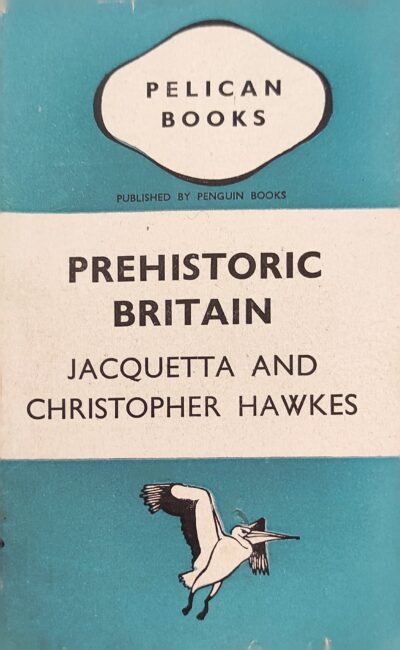 PELICAN
BOOKS
PUBLISHED BY PENGUIN BOOKS
PREHISTORIC
BRITAIN
JACQUETTA AND
CHRISTOPHER HAWKES